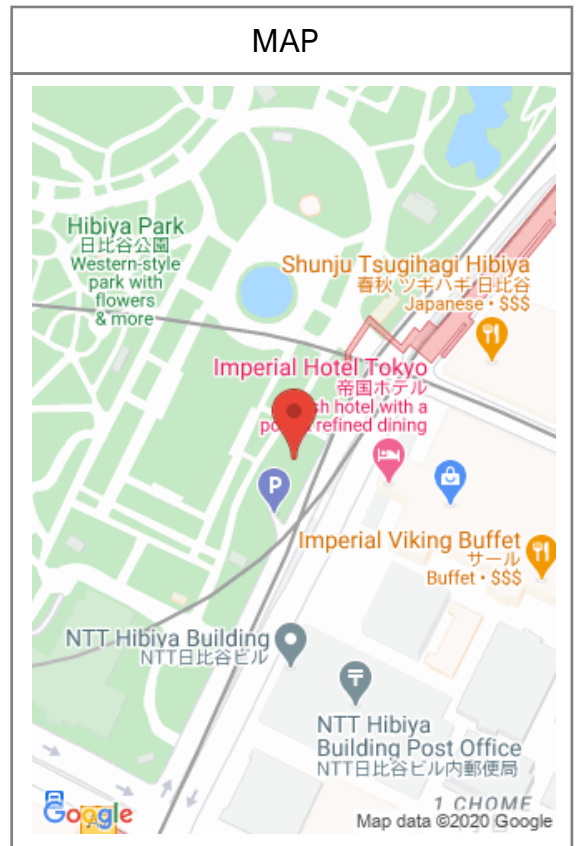 MAP
Hibiya Park
日比谷公園
Western-style
park with
flowers
& more
Shunju Tsugihagi Hibiya
春秋 ツギハギ 日比谷
Japanese • $$$
Imperial Hotel Tokyo
帝国ホテル
sh hotel with a
po refined dining
P
Imperial Viking Buffet
サール
Buffet • $$$
NTT Hibiya Building
NTT日比谷ビル
〒
NTT Hibiya
Building Post Office
NTT日比谷ビル内郵便局
1 CHOME
Google
Map data ©2020 Google